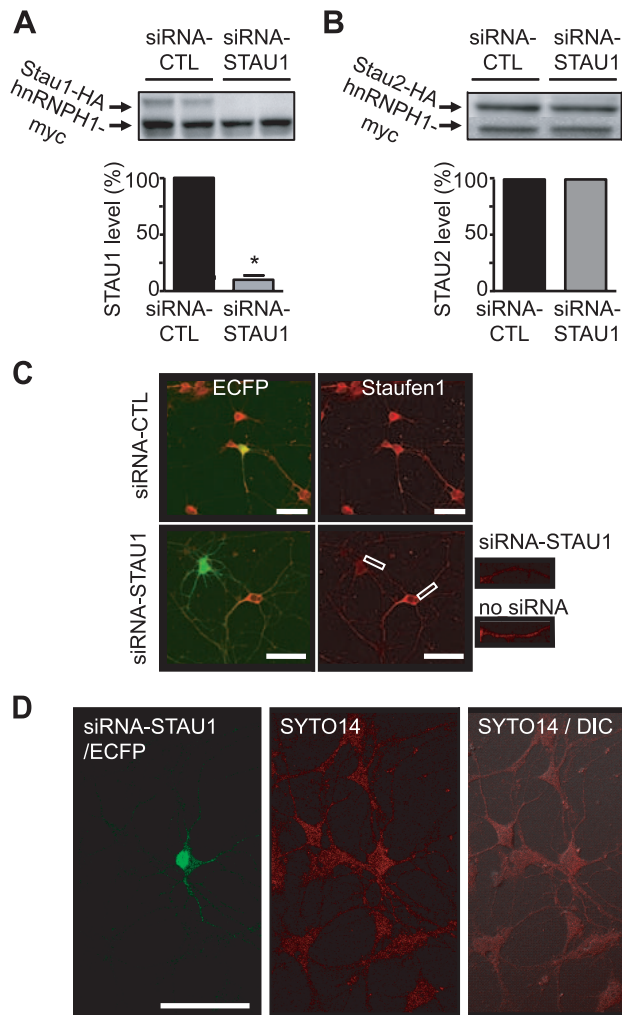 A
siRNA-
CTL
siRNA-
STAU1
Stau1-HA
hnRNPH1-
myc
STAU1 level (%)
100
50
0
*
siRNA-
CTL
siRNA-
STAU1
B
siRNA-
CTL
siRNA-
STAU1
Stau2-HA
hnRNPH1-
myc
STAU2 level (%)
100
50
0
siRNA-
CTL
siRNA-
STAU1
C
ECFP
Staufen1
siRNA-CTL
siRNA-STAU1
siRNA-STAU1
no siRNA
D
siRNA-STAU1
/ECFP
SYTO14
SYTO14 / DIC